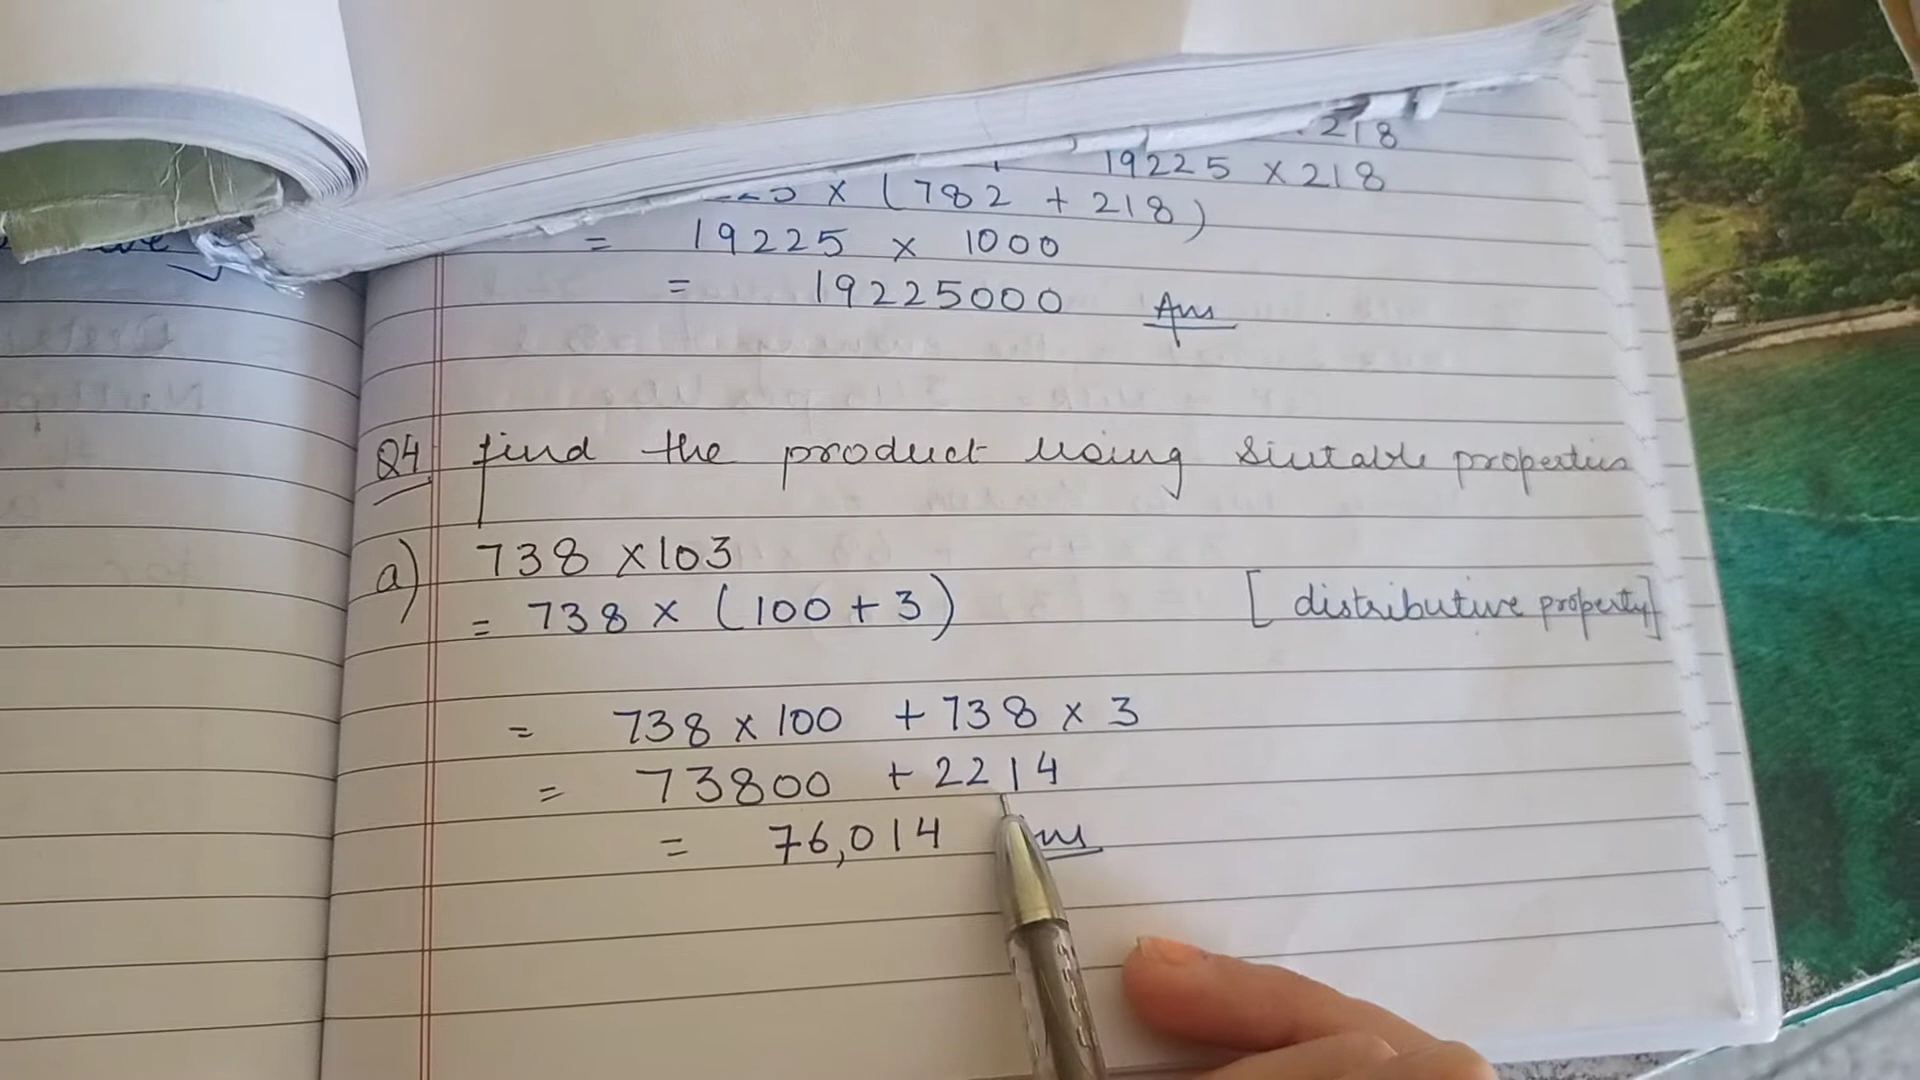 218
19225 × 218
× (782 + 218)
= 19225 × 1000
= 19225000 Ans
Q4 find the product using siutable properties
a) 738 × 103
= 738 × (100 + 3) [distributive property]
= 738 × 100 + 738 × 3
= 73800 + 2214
= 76,014